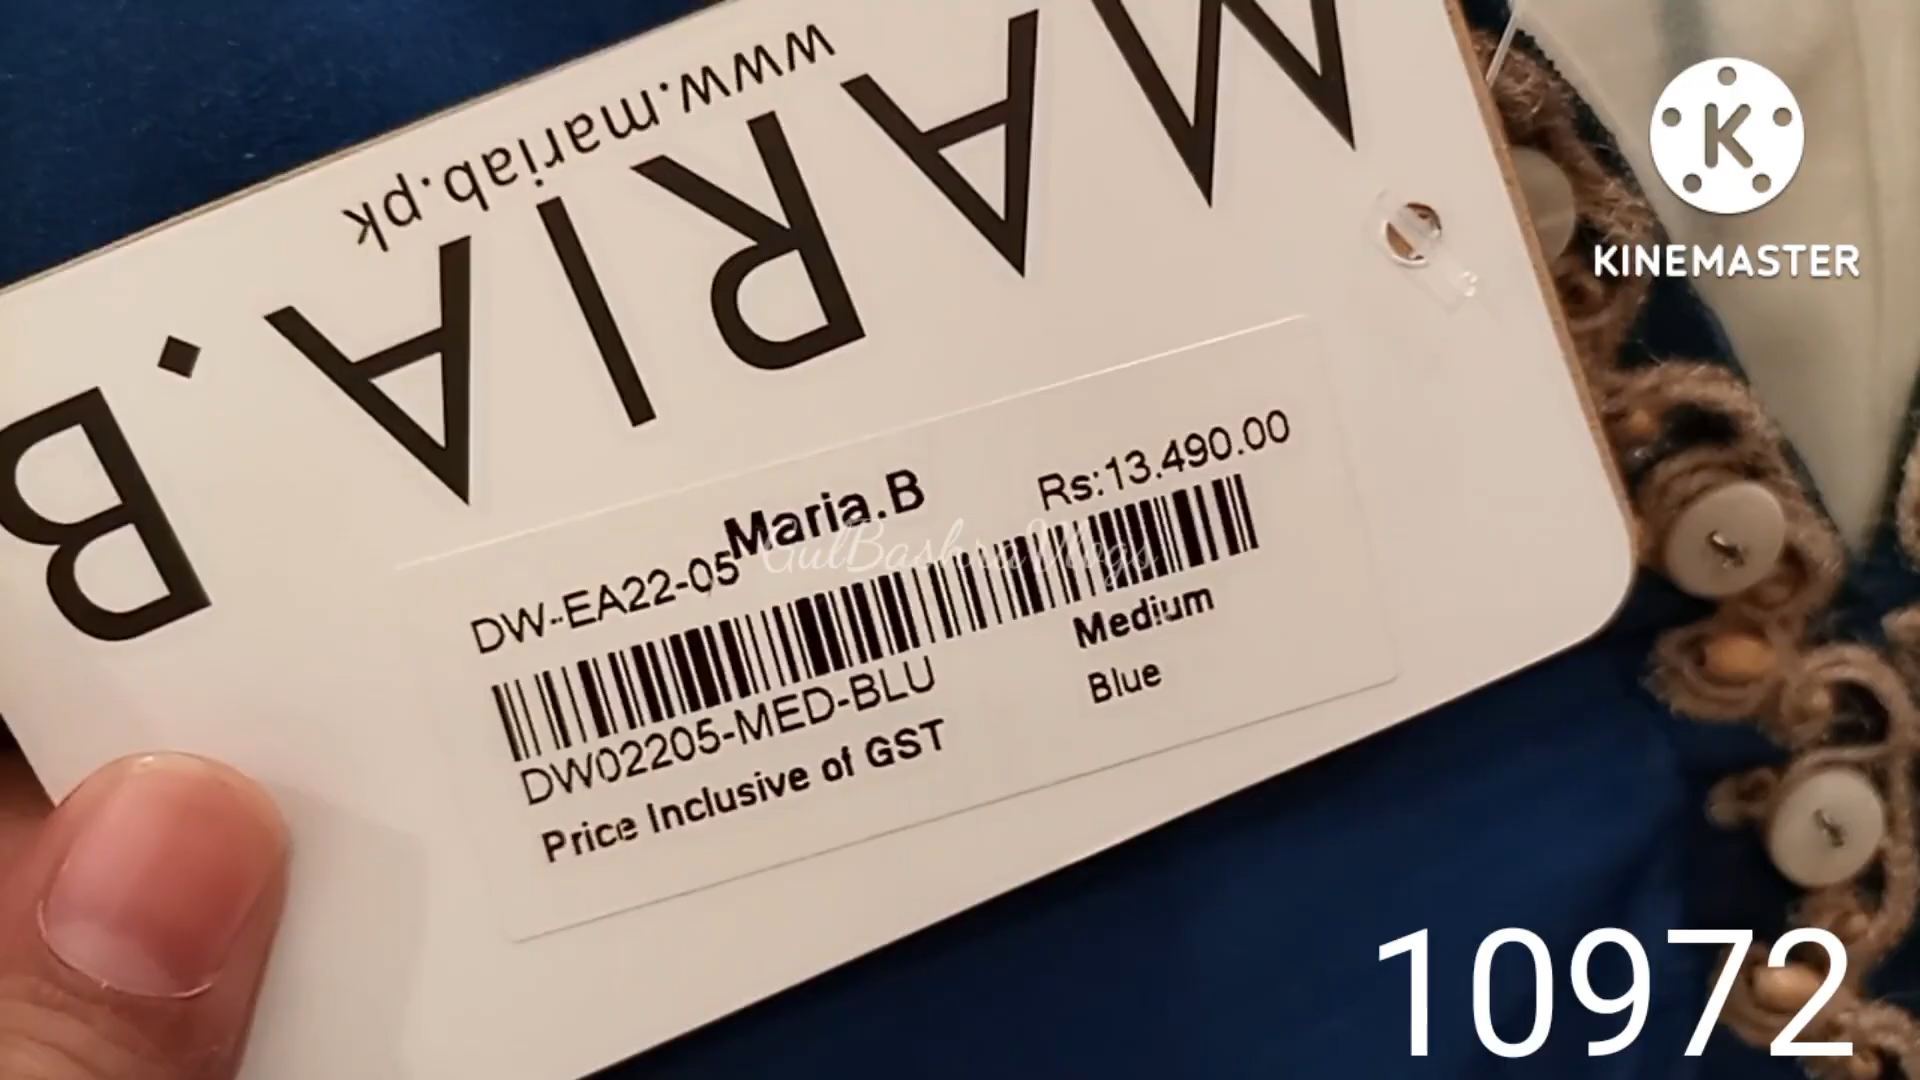 MARIA.B
www.mariab.pk
KINEMASTER
Maria.B
Rs:13.490.00
DW-EA22-05
GulBashraVlogs
DW02205-MED-BLU
Medium
Blue
Price Inclusive of GST
10972